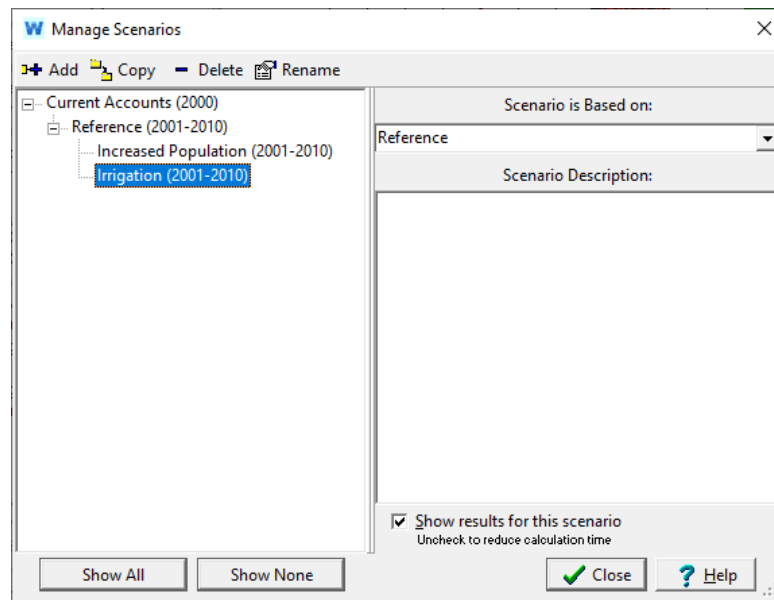 W Manage Scenarios
Add Copy Delete Rename
Current Accounts (2000)
Reference (2001-2010)
Increased Population (2001-2010)
Irrigation (2001-2010)
Scenario is Based on:
Reference
Scenario Description:
Show results for this scenario
Uncheck to reduce calculation time
Show All Show None Close ? Help